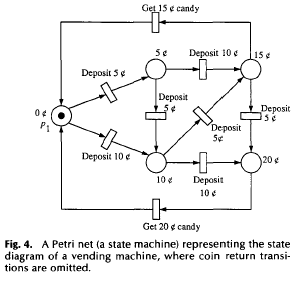 Get 15 ¢ candy
5 ¢
Deposit 10 ¢
15 ¢
Deposit 5 ¢
0 ¢
P1
Deposit
5¢
Deposit
5¢
Deposit
5 ¢
Deposit 10 ¢
10 ¢
Deposit
10 ¢
20 ¢
Get 20 ¢ candy
Fig. 4. A Petri net (a state machine) representing the state
diagram of a vending machine, where coin return transi-
tions are omitted.